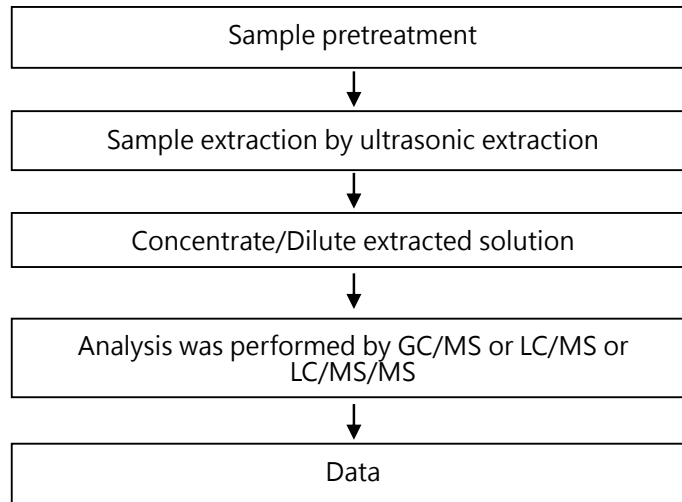 Sample pretreatment
Sample extraction by ultrasonic extraction
Concentrate/Dilute extracted solution
Analysis was performed by GC/MS or LC/MS or
LC/MS/MS
Data